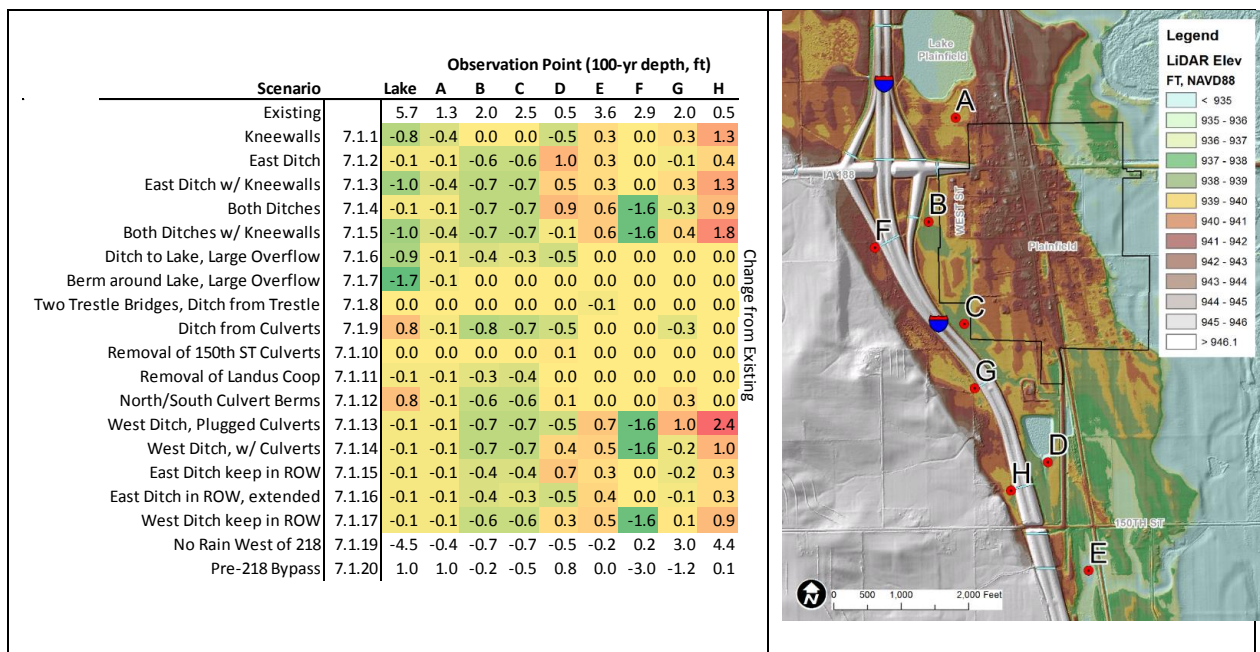 Observation Point (100-yr depth, ft)
Scenario Lake A B C D E F G H
Existing 5.7 1.3 2.0 2.5 0.5 3.6 2.9 2.0 0.5
Kneewalls 7.1.1 -0.8 -0.4 0.0 0.0 -0.5 0.3 0.0 0.3 1.3
East Ditch 7.1.2 -0.1 -0.1 -0.6 -0.6 1.0 0.3 0.0 -0.1 0.4
East Ditch w/ Kneewalls 7.1.3 -1.0 -0.4 -0.7 -0.7 0.5 0.3 0.0 0.3 1.3
Both Ditches 7.1.4 -0.1 -0.1 -0.7 -0.7 0.9 0.6 -1.6 -0.3 0.9
Both Ditches w/ Kneewalls 7.1.5 -1.0 -0.4 -0.7 -0.7 -0.1 0.6 -1.6 0.4 1.8
Ditch to Lake, Large Overflow 7.1.6 -0.9 -0.1 -0.4 -0.3 -0.5 0.0 0.0 0.0 0.0
Berm around Lake, Large Overflow 7.1.7 -1.7 -0.1 0.0 0.0 0.0 0.0 0.0 0.0 0.0
Two Trestle Bridges, Ditch from Trestle 7.1.8 0.0 0.0 0.0 0.0 0.0 -0.1 0.0 0.0 0.0
Ditch from Culverts 7.1.9 0.8 -0.1 -0.8 -0.7 -0.5 0.0 0.0 -0.3 0.0
Removal of 150th ST Culverts 7.1.10 0.0 0.0 0.0 0.0 0.1 0.0 0.0 0.0 0.0
Removal of Landus Coop 7.1.11 -0.1 -0.1 -0.3 -0.4 0.0 0.0 0.0 0.0 0.0
North/South Culvert Berms 7.1.12 0.8 -0.1 -0.6 -0.6 0.1 0.0 0.0 0.3 0.0
West Ditch, Plugged Culverts 7.1.13 -0.1 -0.1 -0.7 -0.7 -0.5 0.7 -1.6 1.0 2.4
West Ditch, w/ Culverts 7.1.14 -0.1 -0.1 -0.7 -0.7 0.4 0.5 -1.6 -0.2 1.0
East Ditch keep in ROW 7.1.15 -0.1 -0.1 -0.4 -0.4 0.7 0.3 0.0 -0.2 0.3
East Ditch in ROW, extended 7.1.16 -0.1 -0.1 -0.4 -0.3 -0.5 0.4 0.0 -0.1 0.3
West Ditch keep in ROW 7.1.17 -0.1 -0.1 -0.6 -0.6 0.3 0.5 -1.6 0.1 0.9
No Rain West of 218 7.1.19 -4.5 -0.4 -0.7 -0.7 -0.5 -0.2 0.2 3.0 4.4
Pre-218 Bypass 7.1.20 1.0 1.0 -0.2 -0.5 0.8 0.0 -3.0 -1.2 0.1
Change from Existing
Lake
Plainfield
A
IA 188
WEST ST
B
F
Plainfield
C
G
D
H
150TH ST
E
N
0 500 1,000 2,000 Feet
Legend
LiDAR Elev
FT, NAVD88
< 935
935 - 936
936 - 937
937 - 938
938 - 939
939 - 940
940 - 941
941 - 942
942 - 943
943 - 944
944 - 945
945 - 946
> 946.1